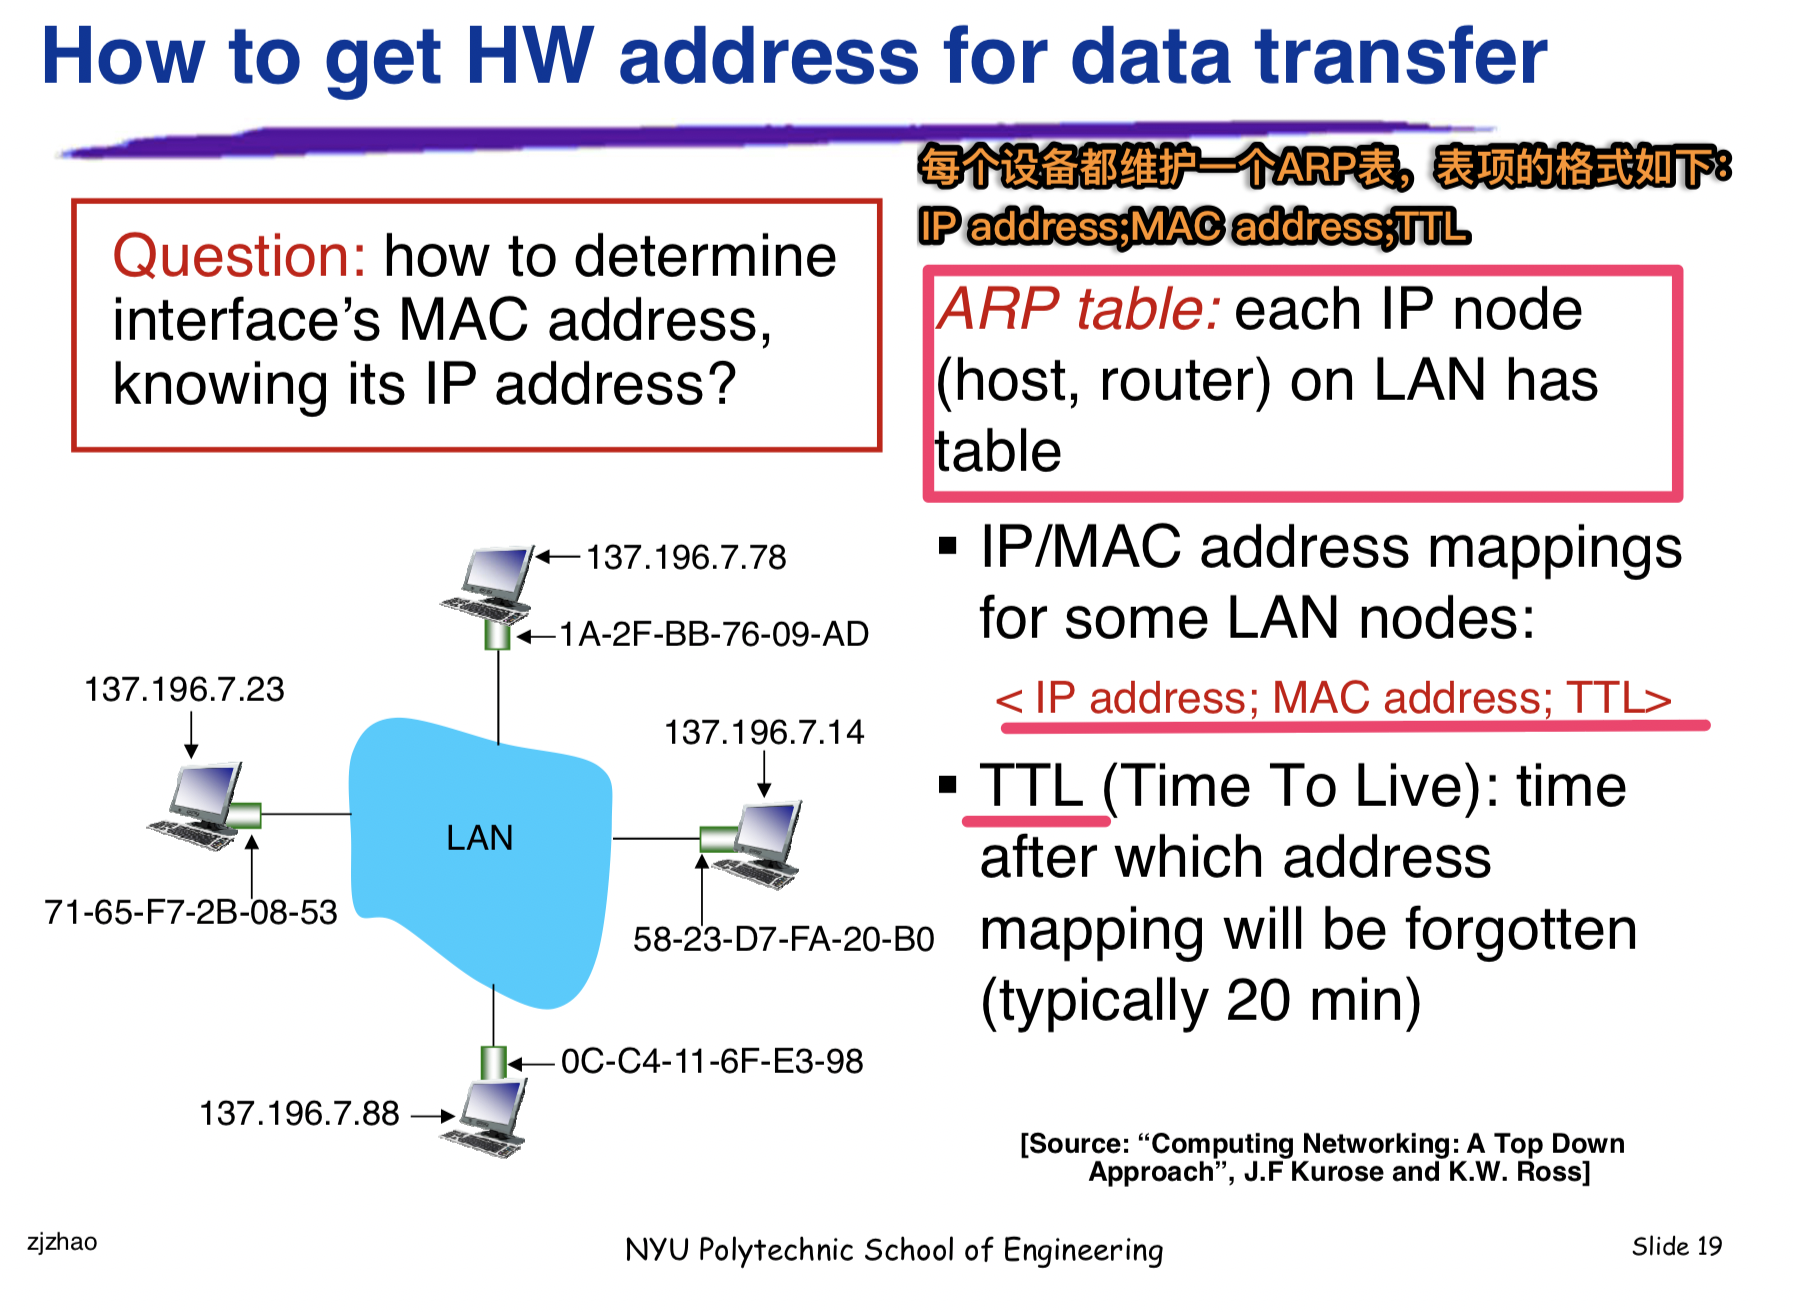 How to get HW address for data transfer
每个设备都维护一个ARP表，表项的格式如下：
IP address;MAC address;TTL
Question: how to determine
interface’s MAC address,
knowing its IP address?
ARP table: each IP node
(host, router) on LAN has
table
▪ IP/MAC address mappings
for some LAN nodes:
< IP address; MAC address; TTL>
▪ TTL (Time To Live): time
after which address
mapping will be forgotten
(typically 20 min)
137.196.7.78
1A-2F-BB-76-09-AD
137.196.7.23
137.196.7.14
LAN
71-65-F7-2B-08-53
58-23-D7-FA-20-B0
0C-C4-11-6F-E3-98
137.196.7.88
[Source: “Computing Networking: A Top Down
Approach”, J.F Kurose and K.W. Ross]
zjzhao
NYU Polytechnic School of Engineering
Slide 19